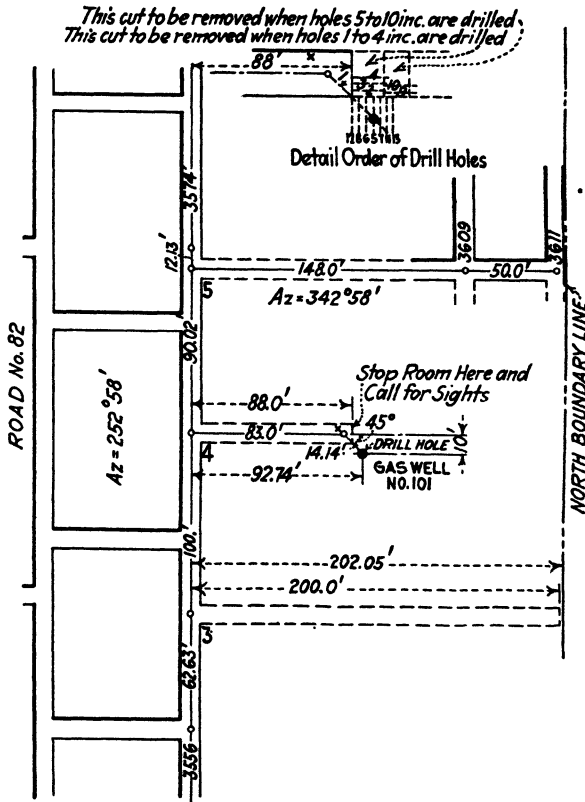 This cut to be removed when holes 5 to 10 inc. are drilled
This cut to be removed when holes 1 to 4 inc. are drilled
88'
Detail Order of Drill Holes
3574'
12.13'
3609
3611
148.0'
50.0'
5
Az=342°58'
90.02
ROAD No. 82
Az=252°58'
NORTH BOUNDARY LINE
Stop Room Here and
Call for Sights
88.0'
45°
83.0'
DRILL HOLE
10'
4
14.14'
GAS WELL
NO.101
92.74'
100.'
202.05'
200.0'
3
62.63'
3556